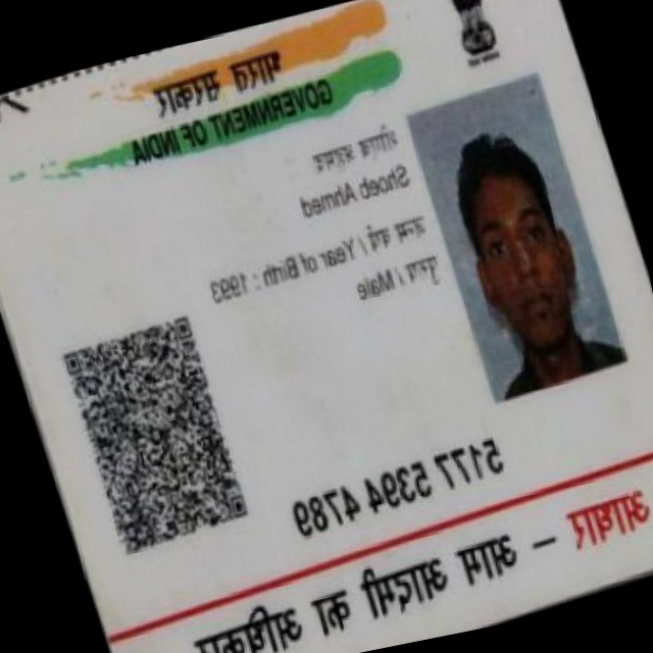 भारत सरकार
GOVERNMENT OF INDIA
शोएब अहमद
Shoeb Ahmed
जन्म वर्ष / Year of Birth : 1993
पुरुष / Male
5177 5394 4789
आधार – आम आदमी का अधिकार